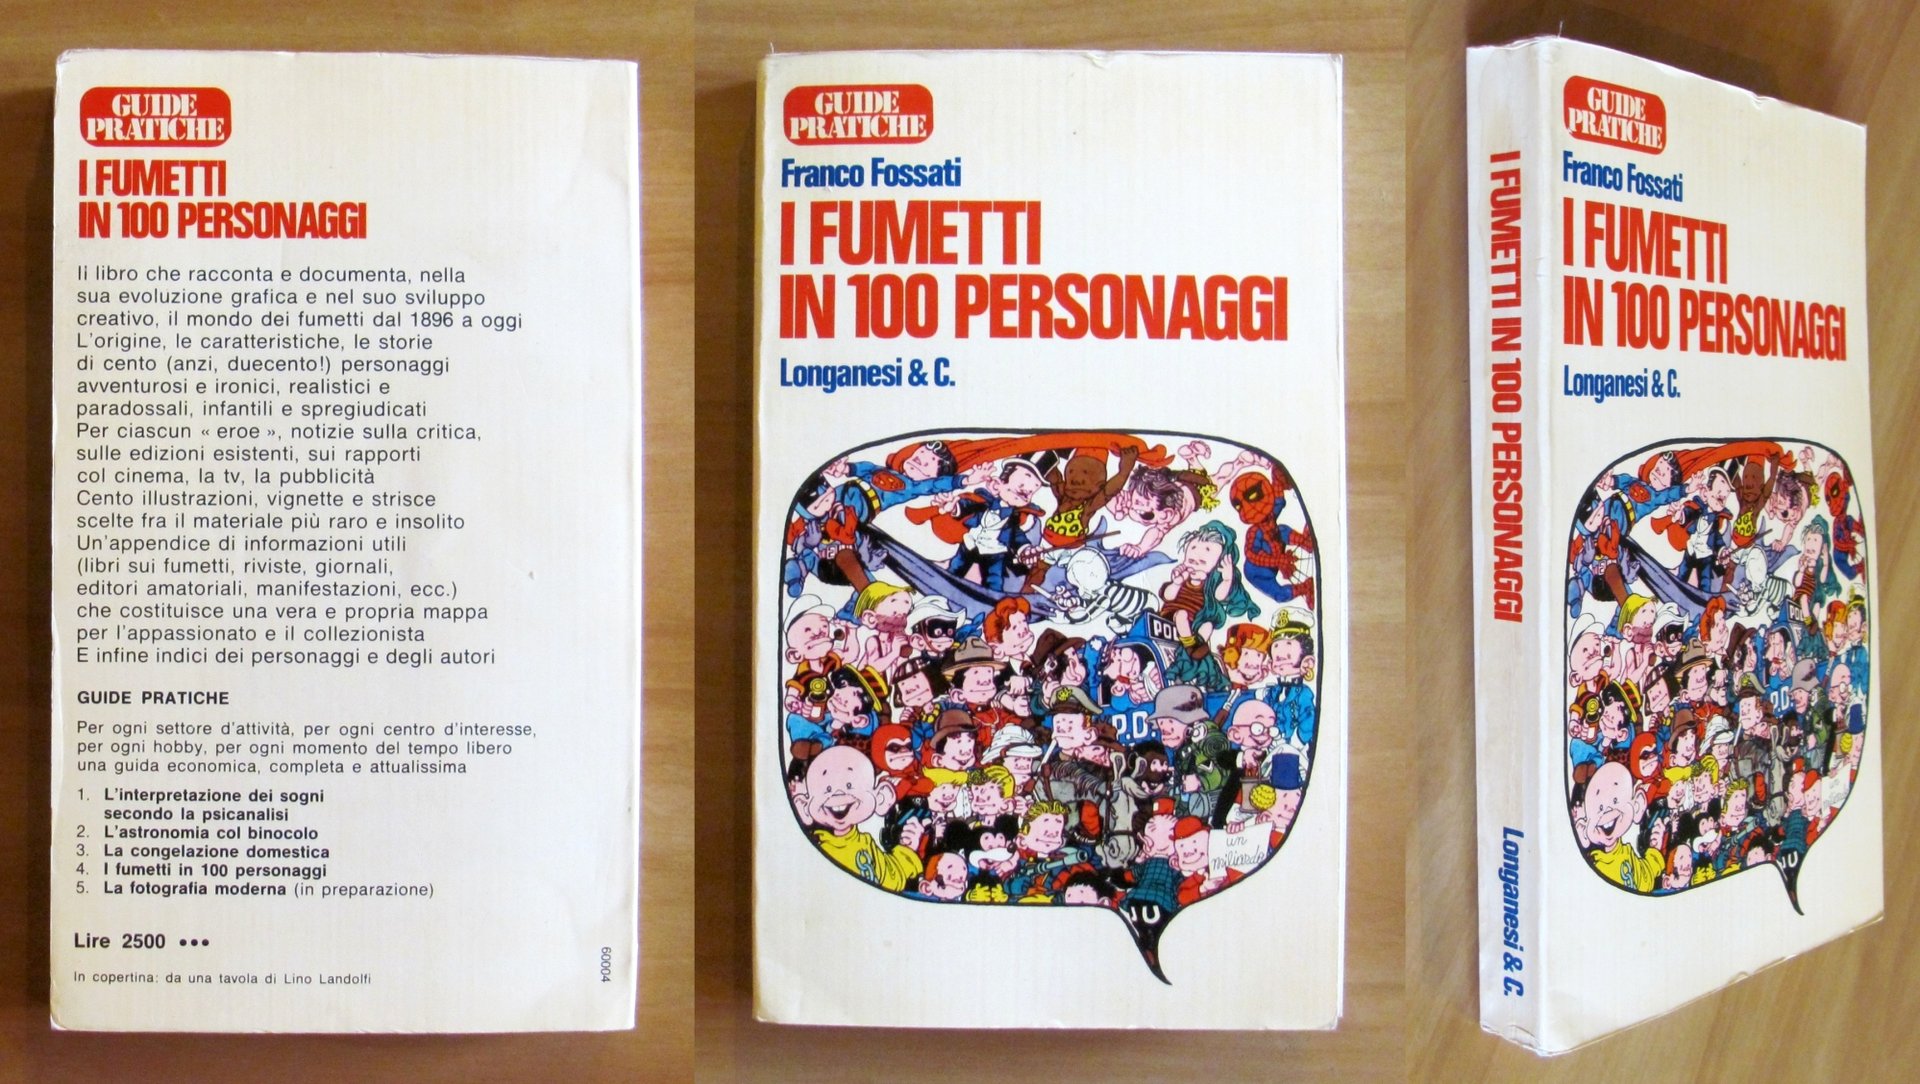 GUIDE
PRATICHE
I FUMETTI
IN 100 PERSONAGGI
Il libro che racconta e documenta, nella
sua evoluzione grafica e nel suo sviluppo
creativo, il mondo dei fumetti dal 1896 a oggi
L'origine, le caratteristiche, le storie
di cento (anzi, duecento!) personaggi
avventurosi e ironici, realistici e
paradossali, infantili e spregiudicati
Per ciascun « eroe », notizie sulla critica,
sulle edizioni esistenti, sui rapporti
col cinema, la tv, la pubblicità
Cento illustrazioni, vignette e strisce
scelte fra il materiale più raro e insolito
Un'appendice di informazioni utili
(libri sui fumetti, riviste, giornali,
editori amatoriali, manifestazioni, ecc.)
che costituisce una vera e propria mappa
per l'appassionato e il collezionista
E infine indici dei personaggi e degli autori
GUIDE PRATICHE
Per ogni settore d'attività, per ogni centro d'interesse,
per ogni hobby, per ogni momento del tempo libero
una guida economica, completa e attualissima
1. L'interpretazione dei sogni
secondo la psicanalisi
2. L'astronomia col binocolo
3. La congelazione domestica
4. I fumetti in 100 personaggi
5. La fotografia moderna (in preparazione)
Lire 2500 •••
In copertina: da una tavola di Lino Landolfi
60004
GUIDE
PRATICHE
Franco Fossati
I FUMETTI
IN 100 PERSONAGGI
Longanesi & C.
POL
P.D.
un
miliardo
I FUMETTI IN 100 PERSONAGGI
Longanesi & C.
GUIDE
PRATICHE
Franco Fossati
I FUMETTI
IN 100 PERSONAGGI
Longanesi & C.
P.D.